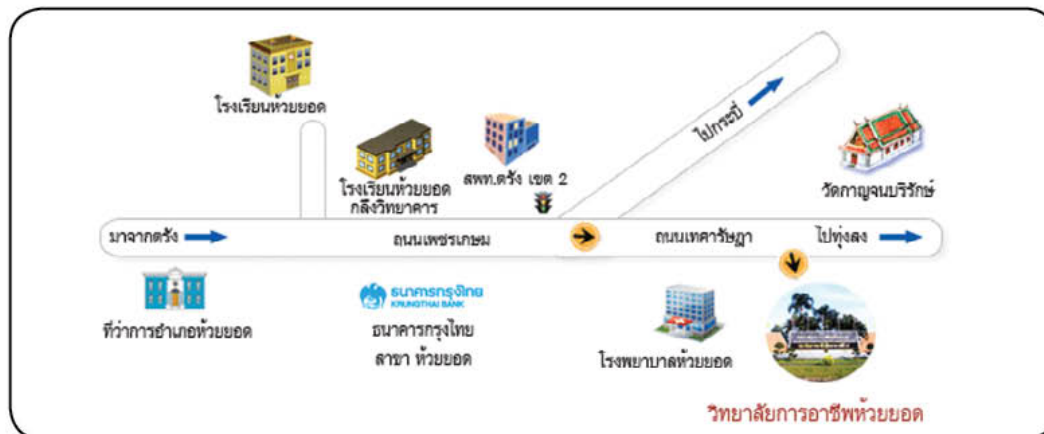 โรงเรียนห้วยยอด
โรงเรียนห้วยยอด
กลึงวิทยาคาร
สพท.ตรัง เขต 2
ไปกระบี่
วัดกาญจนบริรักษ์
มาจากตรัง
ถนนเพชรเกษม
ถนนเทศารัษฎา
ไปทุ่งสง
ที่ว่าการอำเภอห้วยยอด
ธนาคารกรุงไทย
KRUNGTHAI BANK
ธนาคารกรุงไทย
สาขา ห้วยยอด
โรงพยาบาลห้วยยอด
วิทยาลัยการอาชีพห้วยยอด